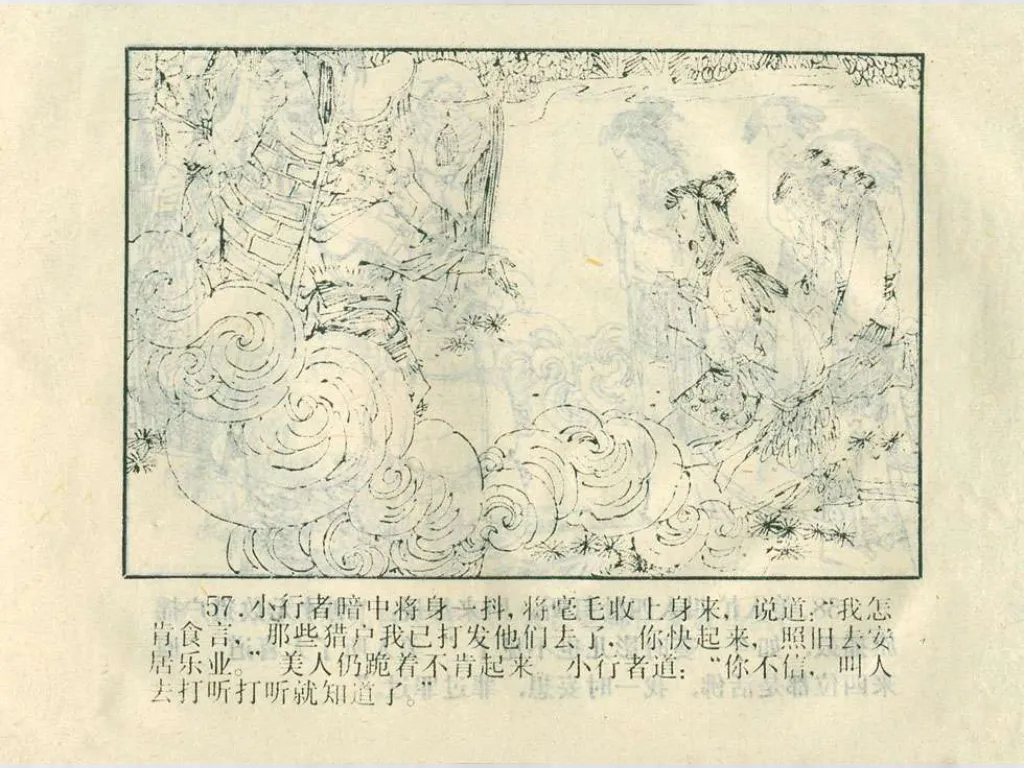 57.小行者暗中将身一抖,将毫毛收上身来,说道:“我怎
肯食言,那些猎户我已打发他们去了,你快起来,照旧去安
居乐业。”美人仍跪着不肯起来 小行者道:“你不信,叫人
去打听打听就知道了。